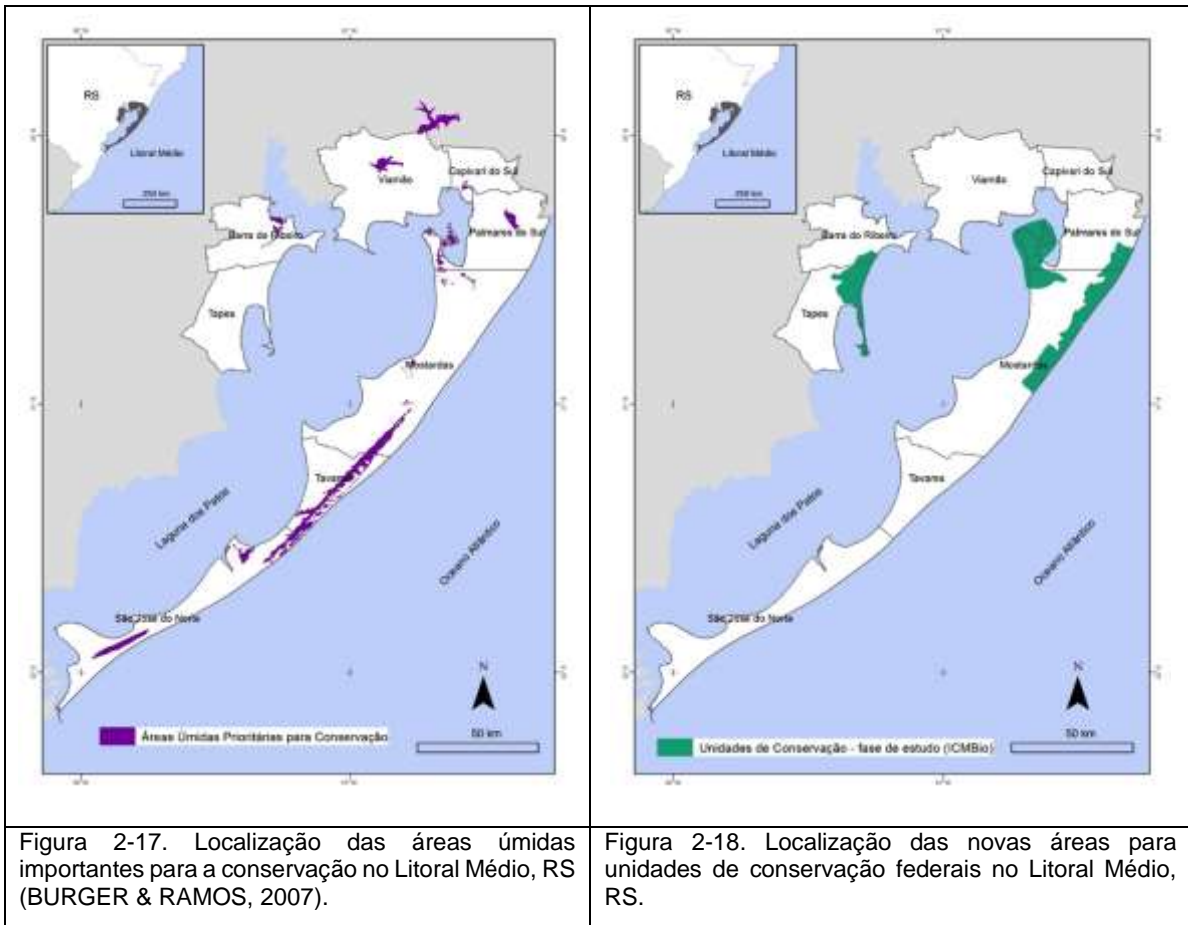 RS
Litoral Médio
250 km
Viamão
Capivari do Sul
Barra do Ribeiro
Palmares do Sul
Tapes
Mostardas
Tavares
Laguna dos Patos
Oceano Atlântico
São José do Norte
N
Áreas Úmidas Prioritárias para Conservação
50 km
Figura 2-17. Localização das áreas úmidas
importantes para a conservação no Litoral Médio, RS
(BURGER & RAMOS, 2007).
RS
Litoral Médio
250 km
Viamão
Capivari do Sul
Barra do Ribeiro
Palmares do Sul
Tapes
Mostardas
Tavares
Laguna dos Patos
Oceano Atlântico
São José do Norte
N
Unidades de Conservação - fase de estudo (ICMBio)
50 km
Figura 2-18. Localização das novas áreas para
unidades de conservação federais no Litoral Médio,
RS.